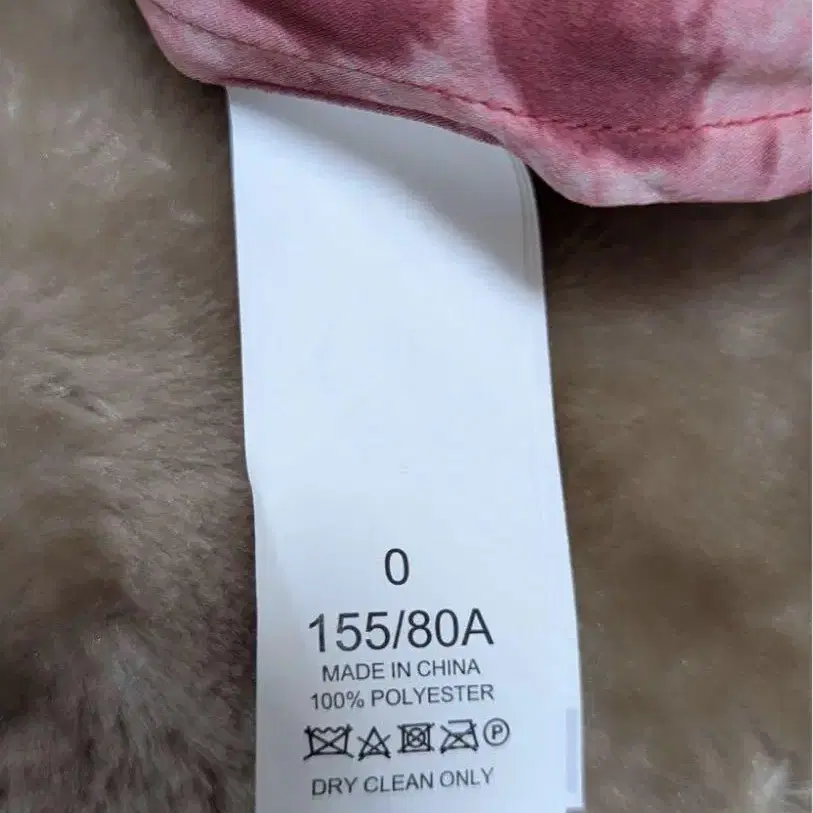 0
155/80A
MADE IN CHINA
100% POLYESTER
P
DRY CLEAN ONLY